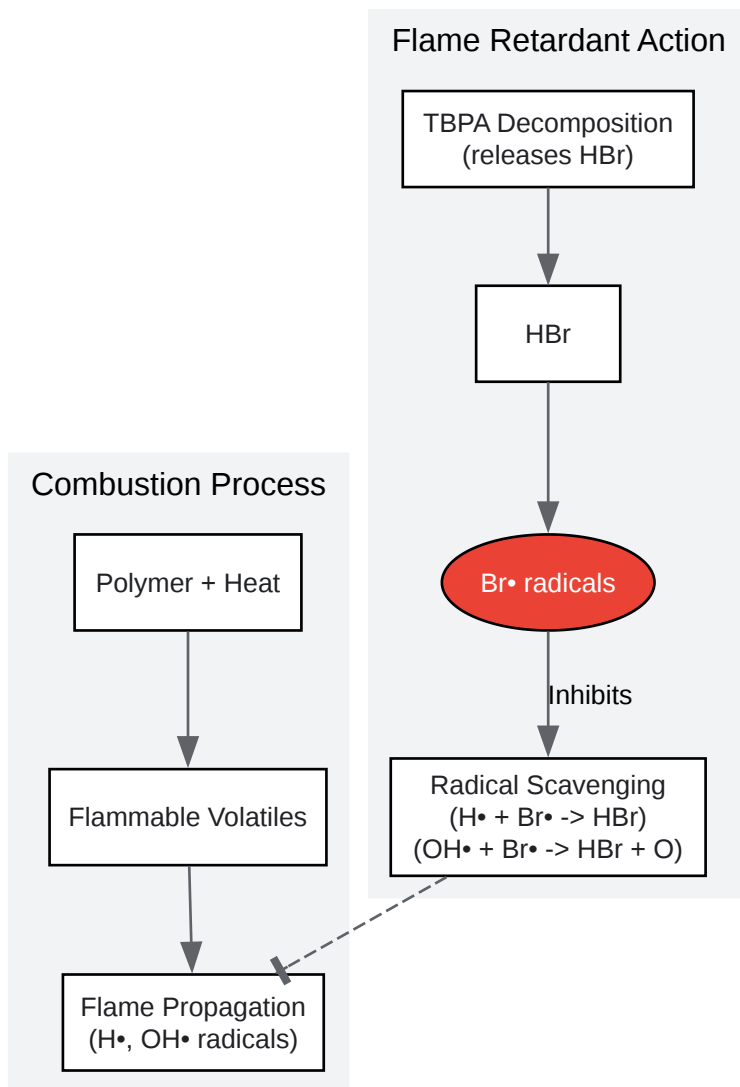 Flame Retardant Action
TBPA Decomposition
(releases HBr)
HBr
Br• radicals
Inhibits
Radical Scavenging
(H• + Br• -> HBr)
(OH• + Br• -> HBr + O)
Combustion Process
Polymer + Heat
Flammable Volatiles
Flame Propagation
(H•, OH• radicals)